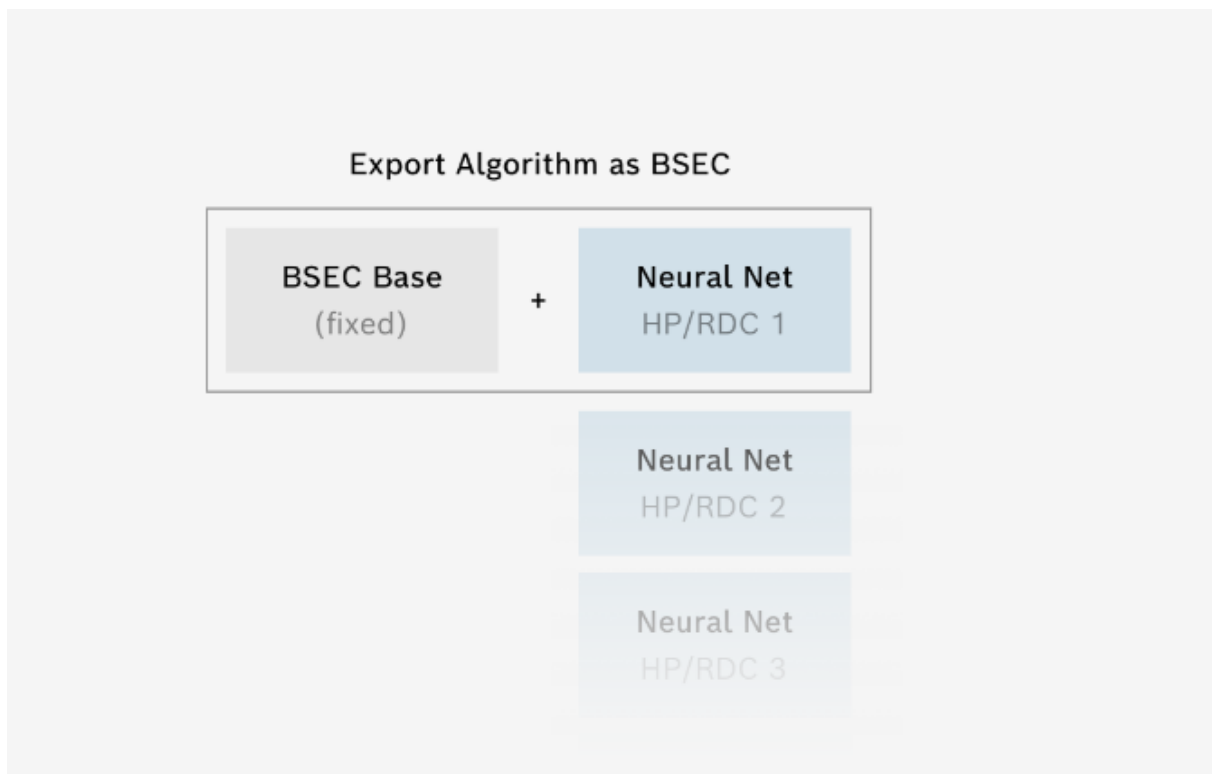 Export Algorithm as BSEC
BSEC Base
(fixed)
+
Neural Net
HP/RDC 1
Neural Net
HP/RDC 2
Neural Net
HP/RDC 3